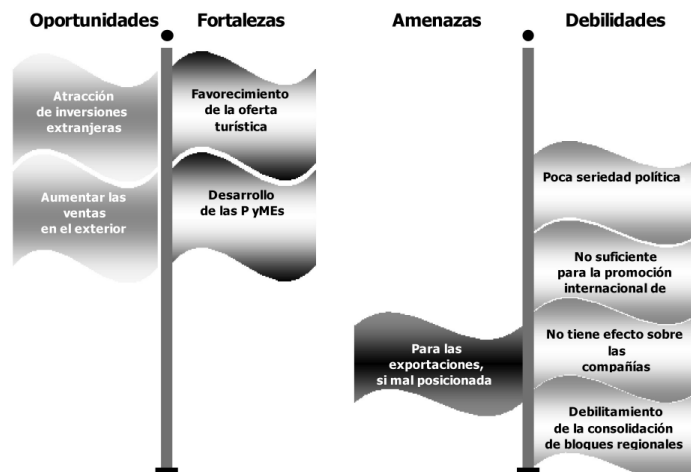 Oportunidades
Fortalezas
Atracción
de inversiones
extranjeras
Favorecimiento
de la oferta
turística
Aumentar las
ventas
en el exterior
Desarrollo
de las P yMEs
Amenazas
Debilidades
Poca seriedad política
No suficiente
para la promoción
internacional de
Para las
exportaciones,
si mal posicionada
No tiene efecto sobre
las
compañías
Debilitamiento
de la consolidación
de bloques regionales